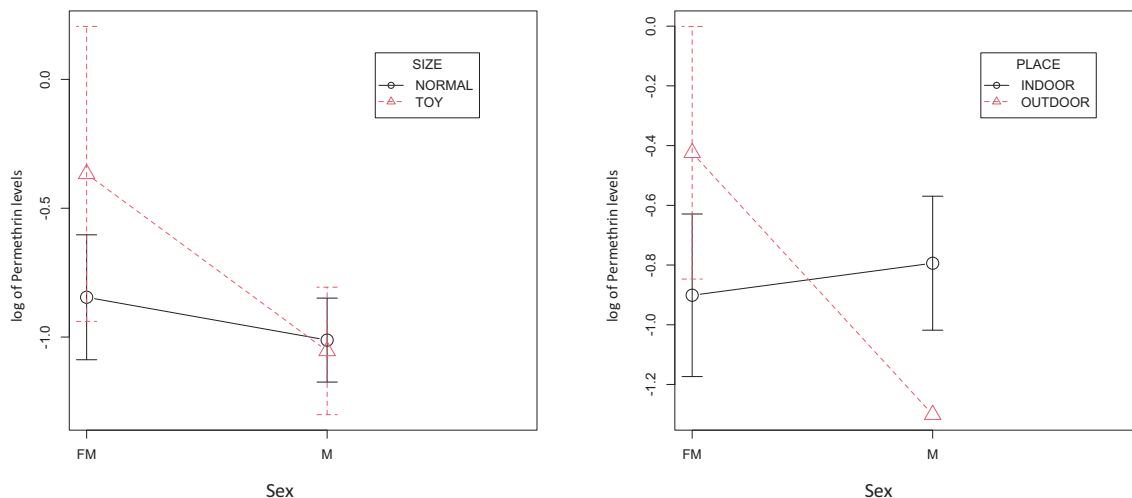 log of Permethrin levels
0.0
-0.5
-1.0
SIZE
NORMAL
TOY
FM
M
Sex
log of Permethrin levels
-0.0
-0.2
-0.4
-0.6
-0.8
-1.0
-1.2
PLACE
INDOOR
OUTDOOR
FM
M
Sex